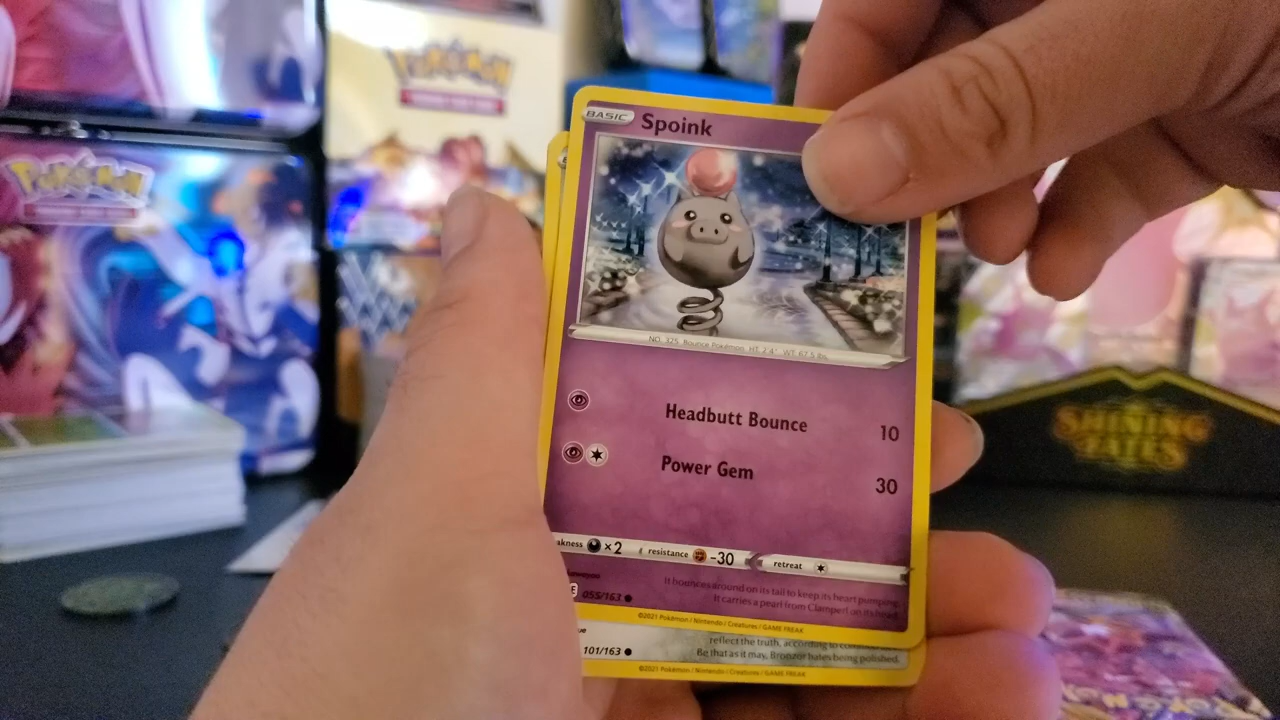 Pokémon
Pokémon
BASIC
Spoink
NO. 325 Bounce Pokémon HT: 2'4" WT: 67.5 lbs.
Headbutt Bounce 10
Power Gem 30
akness ×2 resistance -30 retreat
It bounces around on its tail to keep its heart pumping.
E 055/163 ● It carries a pearl from Clamperl on its head.
©2021 Pokémon / Nintendo / Creatures / GAME FREAK
ue reflect the truth, according to
101/163 ● Be that as it may, Bronzor hates being polished.
©2021 Pokémon / Nintendo / Creatures / GAME FREAK
SHINING
FATES